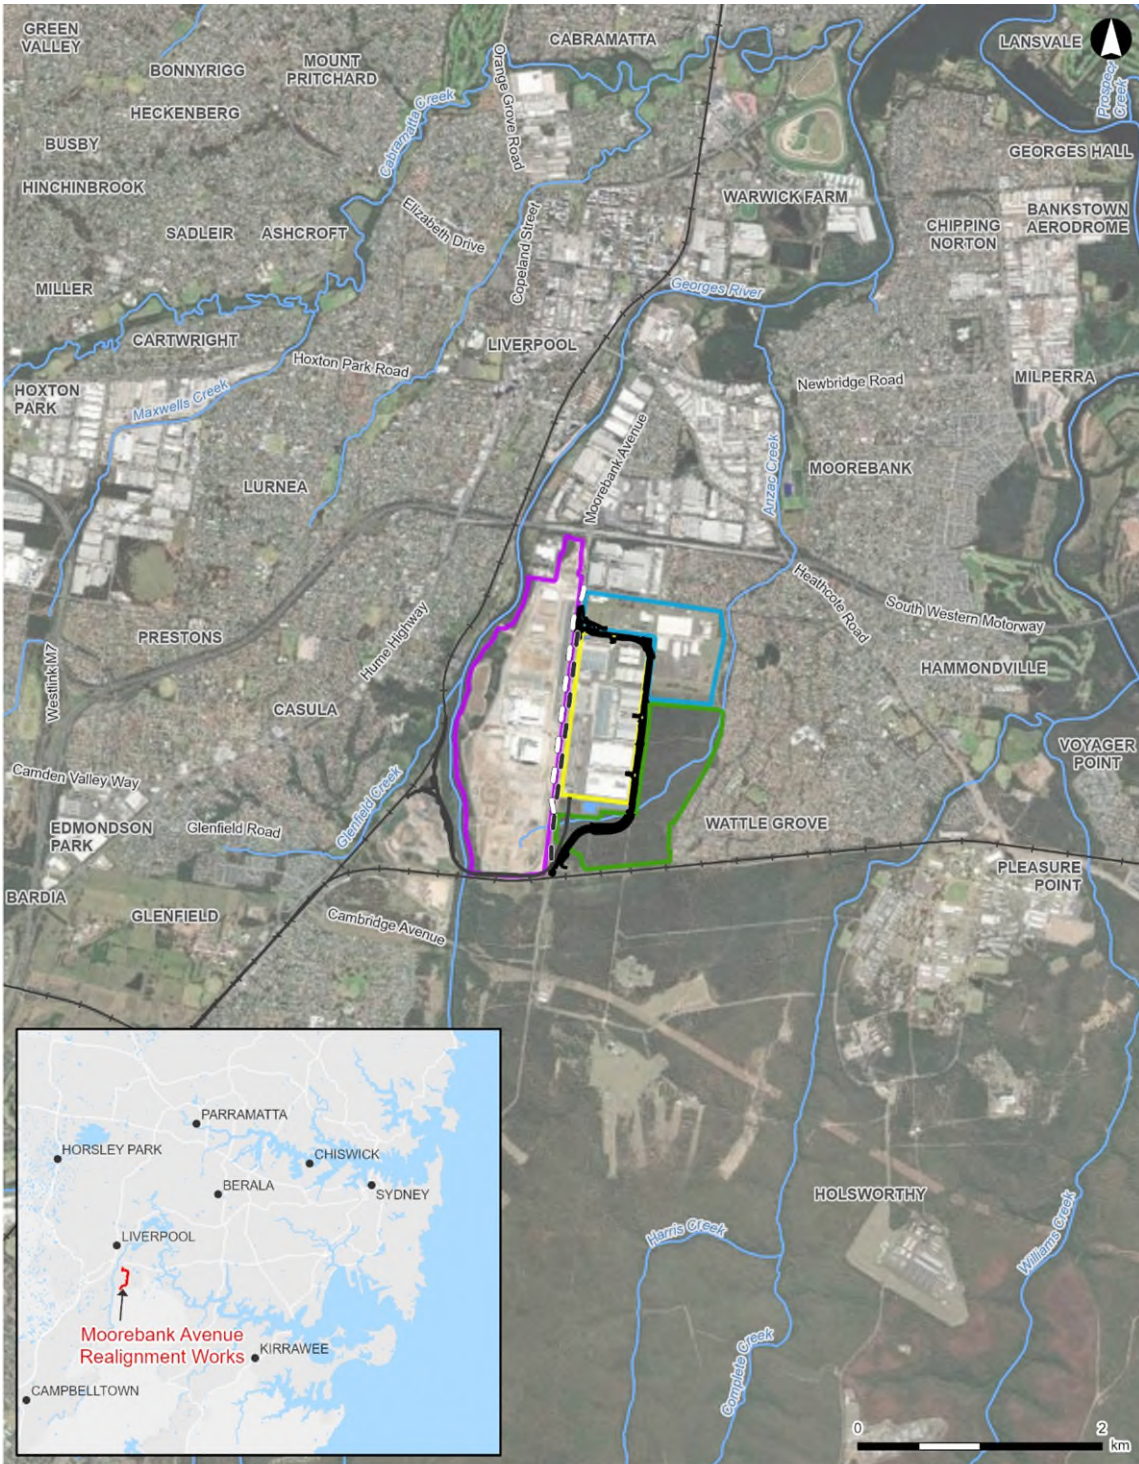 GREEN
VALLEY
BONNYRIGG
MOUNT
PRITCHARD
CABRAMATTA
LANSVALE
Prospect
Creek
Orange Grove Road
HECKENBERG
Cabramatta Creek
BUSBY
GEORGES HALL
HINCHINBROOK
WARWICK FARM
BANKSTOWN
AERODROME
CHIPPING
NORTON
SADLEIR
ASHCROFT
Elizabeth Drive
Copeland Street
MILLER
Georges River
CARTWRIGHT
LIVERPOOL
Hoxton Park Road
Newbridge Road
MILPERRA
HOXTON
PARK
Maxwells Creek
Moorebank Avenue
Anzac Creek
MOOREBANK
LURNEA
Heathcote Road
South Western Motorway
PRESTONS
Hume Highway
HAMMONDVILLE
Westlink M7
CASULA
VOYAGER
POINT
Camden Valley Way
Glenfield Creek
EDMONDSON
PARK
Glenfield Road
WATTLE GROVE
PLEASURE
POINT
BARDIA
GLENFIELD
Cambridge Avenue
HOLSWORTHY
Harris Creek
Williams Creek
Complete Creek
PARRAMATTA
HORSLEY PARK
CHISWICK
BERALA
SYDNEY
LIVERPOOL
Moorebank Avenue
Realignment Works
KIRRAWEE
CAMPBELLTOWN
0 2
km